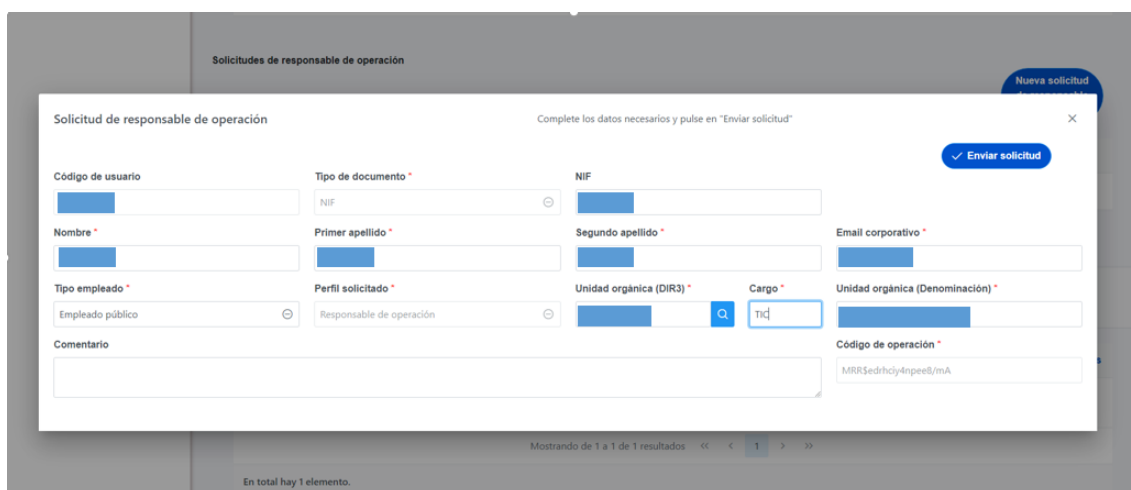 Solicitudes de responsable de operación
Nueva solicitud
Solicitud de responsable de operación
Complete los datos necesarios y pulse en "Enviar solicitud"
Enviar solicitud
Código de usuario
Tipo de documento *
NIF
NIF
Nombre *
Primer apellido *
Segundo apellido *
Email corporativo *
Tipo empleado *
Perfil solicitado *
Unidad orgánica (DIR3) *
Cargo *
Unidad orgánica (Denominación) *
Empleado público
Responsable de operación
TIC
Comentario
Código de operación *
MRR$edrhciy4npee8/mA
Mostrando de 1 a 1 de 1 resultados << < 1 > >>
En total hay 1 elemento.